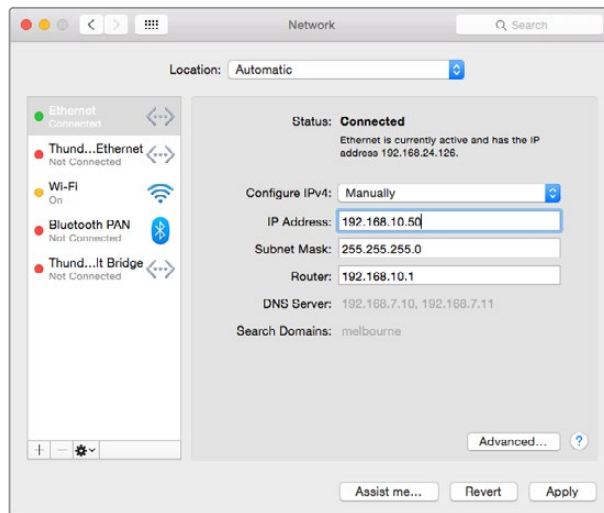 Network
Search
Location: Automatic
Ethernet
Connected
Thund...Ethernet
Not Connected
Wi-Fi
On
Bluetooth PAN
Not Connected
Thund...lt Bridge
Not Connected
Status: Connected
Ethernet is currently active and has the IP
address 192.168.24.126.
Configure IPv4: Manually
IP Address: 192.168.10.50
Subnet Mask: 255.255.255.0
Router: 192.168.10.1
DNS Server: 192.168.7.10, 192.168.7.11
Search Domains: melbourne
Advanced... ?
Assist me... Revert Apply